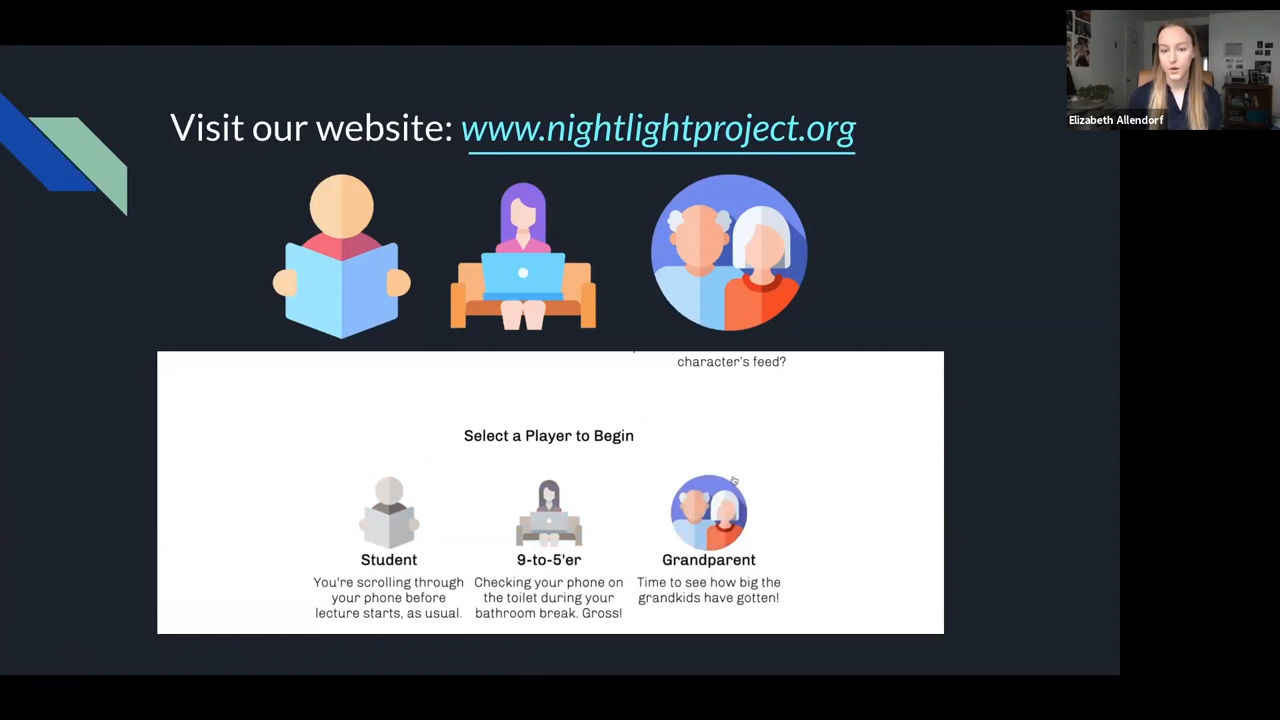 Elizabeth Allendorf
Visit our website: www.nightlightproject.org
character's feed?
Select a Player to Begin
Student
You're scrolling through
your phone before
lecture starts, as usual.
9-to-5'er
Checking your phone on
the toilet during your
bathroom break. Gross!
Grandparent
Time to see how big the
grandkids have gotten!